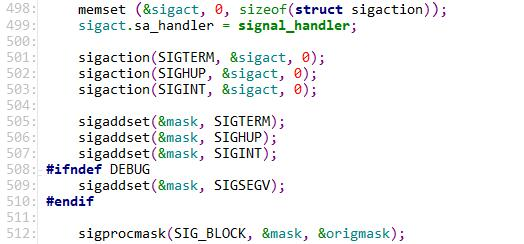 498:     memset (&sigact, 0, sizeof(struct sigaction));
499:     sigact.sa_handler = signal_handler;
500:
501:     sigaction(SIGTERM, &sigact, 0);
502:     sigaction(SIGHUP, &sigact, 0);
503:     sigaction(SIGINT, &sigact, 0);
504:
505:     sigaddset(&mask, SIGTERM);
506:     sigaddset(&mask, SIGHUP);
507:     sigaddset(&mask, SIGINT);
508: #ifndef DEBUG
509:     sigaddset(&mask, SIGSEGV);
510: #endif
511:
512:     sigprocmask(SIG_BLOCK, &mask, &origmask);